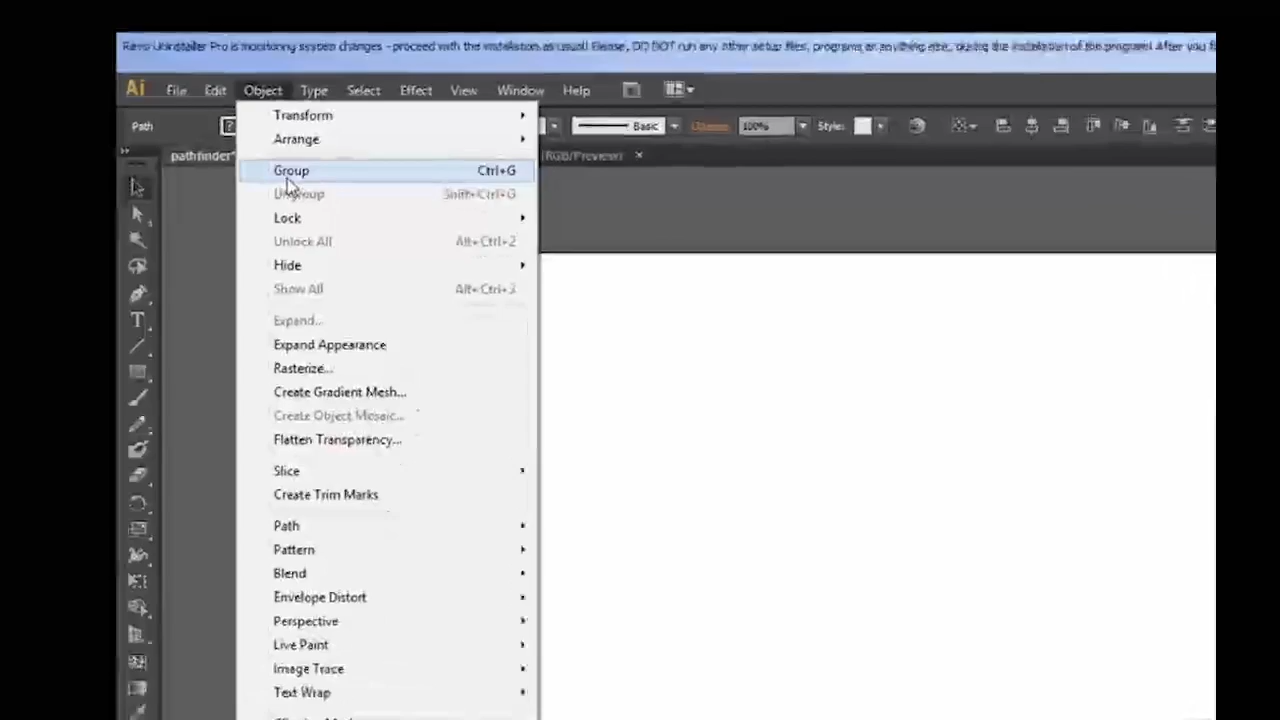 Revo Uninstaller Pro is monitoring system changes - proceed with the installation as usual! Please, DO NOT run any other setup files, programs or anything else, during the installation of the program! After you
Ai File Edit Object Type Select Effect View Window Help
Path ? Basic Opacity: 100% Style:
pathfinder* (RGB/Preview) ×
Transform
Arrange
Group Ctrl+G
Ungroup Shift+Ctrl+G
Lock
Unlock All Alt+Ctrl+2
Hide
Show All Alt+Ctrl+3
Expand...
Expand Appearance
Rasterize...
Create Gradient Mesh...
Create Object Mosaic...
Flatten Transparency...
Slice
Create Trim Marks
Path
Pattern
Blend
Envelope Distort
Perspective
Live Paint
Image Trace
Text Wrap